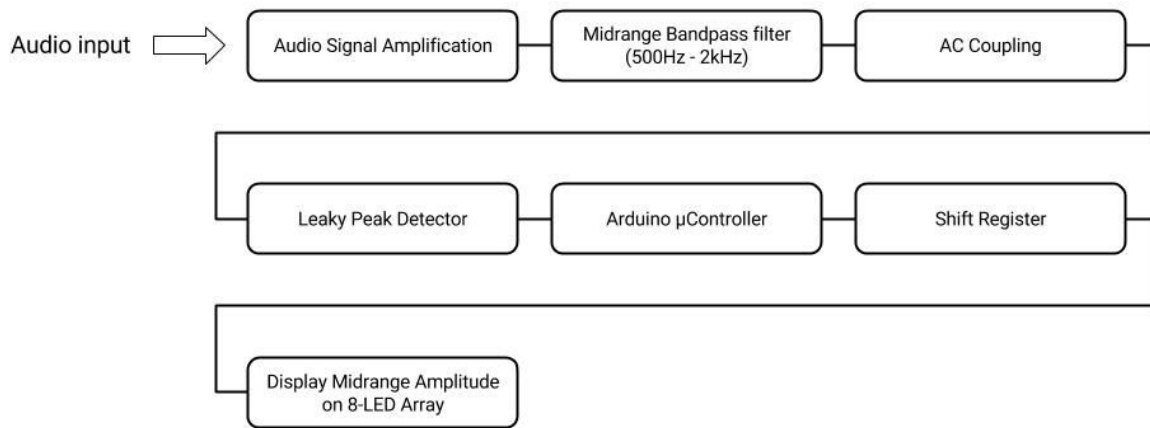 Audio input
Audio Signal Amplification
Midrange Bandpass filter
(500Hz - 2kHz)
AC Coupling
Leaky Peak Detector
Arduino µController
Shift Register
Display Midrange Amplitude
on 8-LED Array